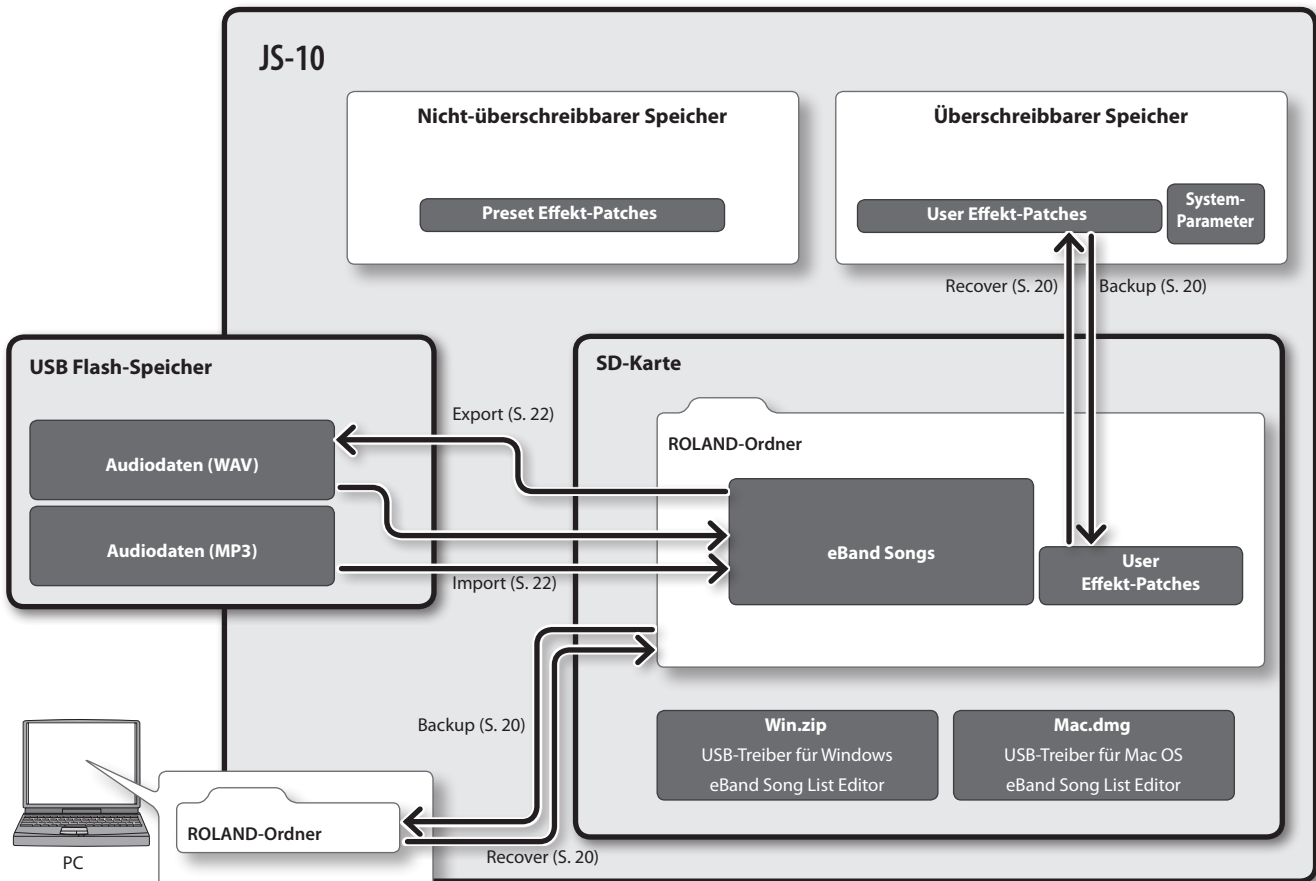 JS-10
Nicht-überschreibbarer Speicher
Preset Effekt-Patches
Überschreibbarer Speicher
User Effekt-Patches
System-
Parameter
Recover (S. 20)
Backup (S. 20)
USB Flash-Speicher
Audiodaten (WAV)
Audiodaten (MP3)
Export (S. 22)
Import (S. 22)
SD-Karte
ROLAND-Ordner
eBand Songs
User
Effekt-Patches
Backup (S. 20)
Win.zip
USB-Treiber für Windows
eBand Song List Editor
Mac.dmg
USB-Treiber für Mac OS
eBand Song List Editor
PC
ROLAND-Ordner
Recover (S. 20)